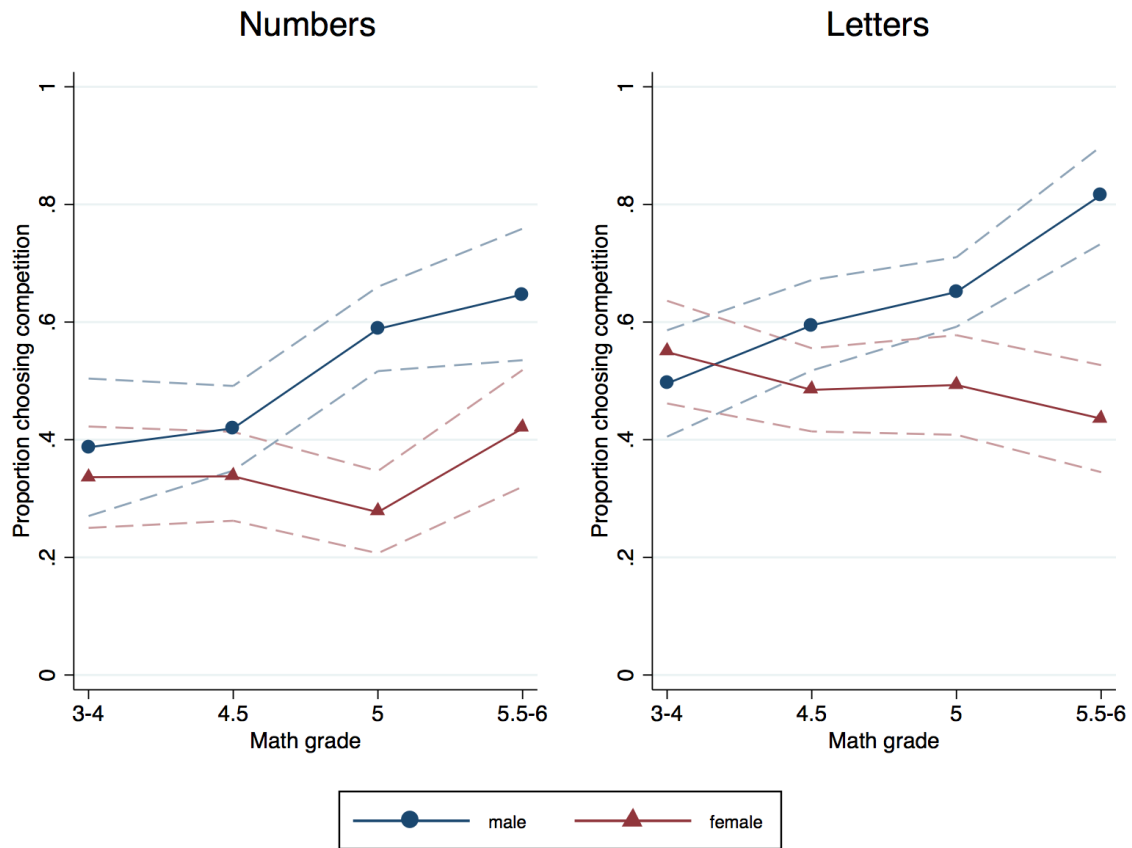 Numbers
Proportion choosing competition
1
.8
.6
.4
.2
0
3-4 4.5 5 5.5-6
Math grade
Letters
Proportion choosing competition
1
.8
.6
.4
.2
0
3-4 4.5 5 5.5-6
Math grade
male female